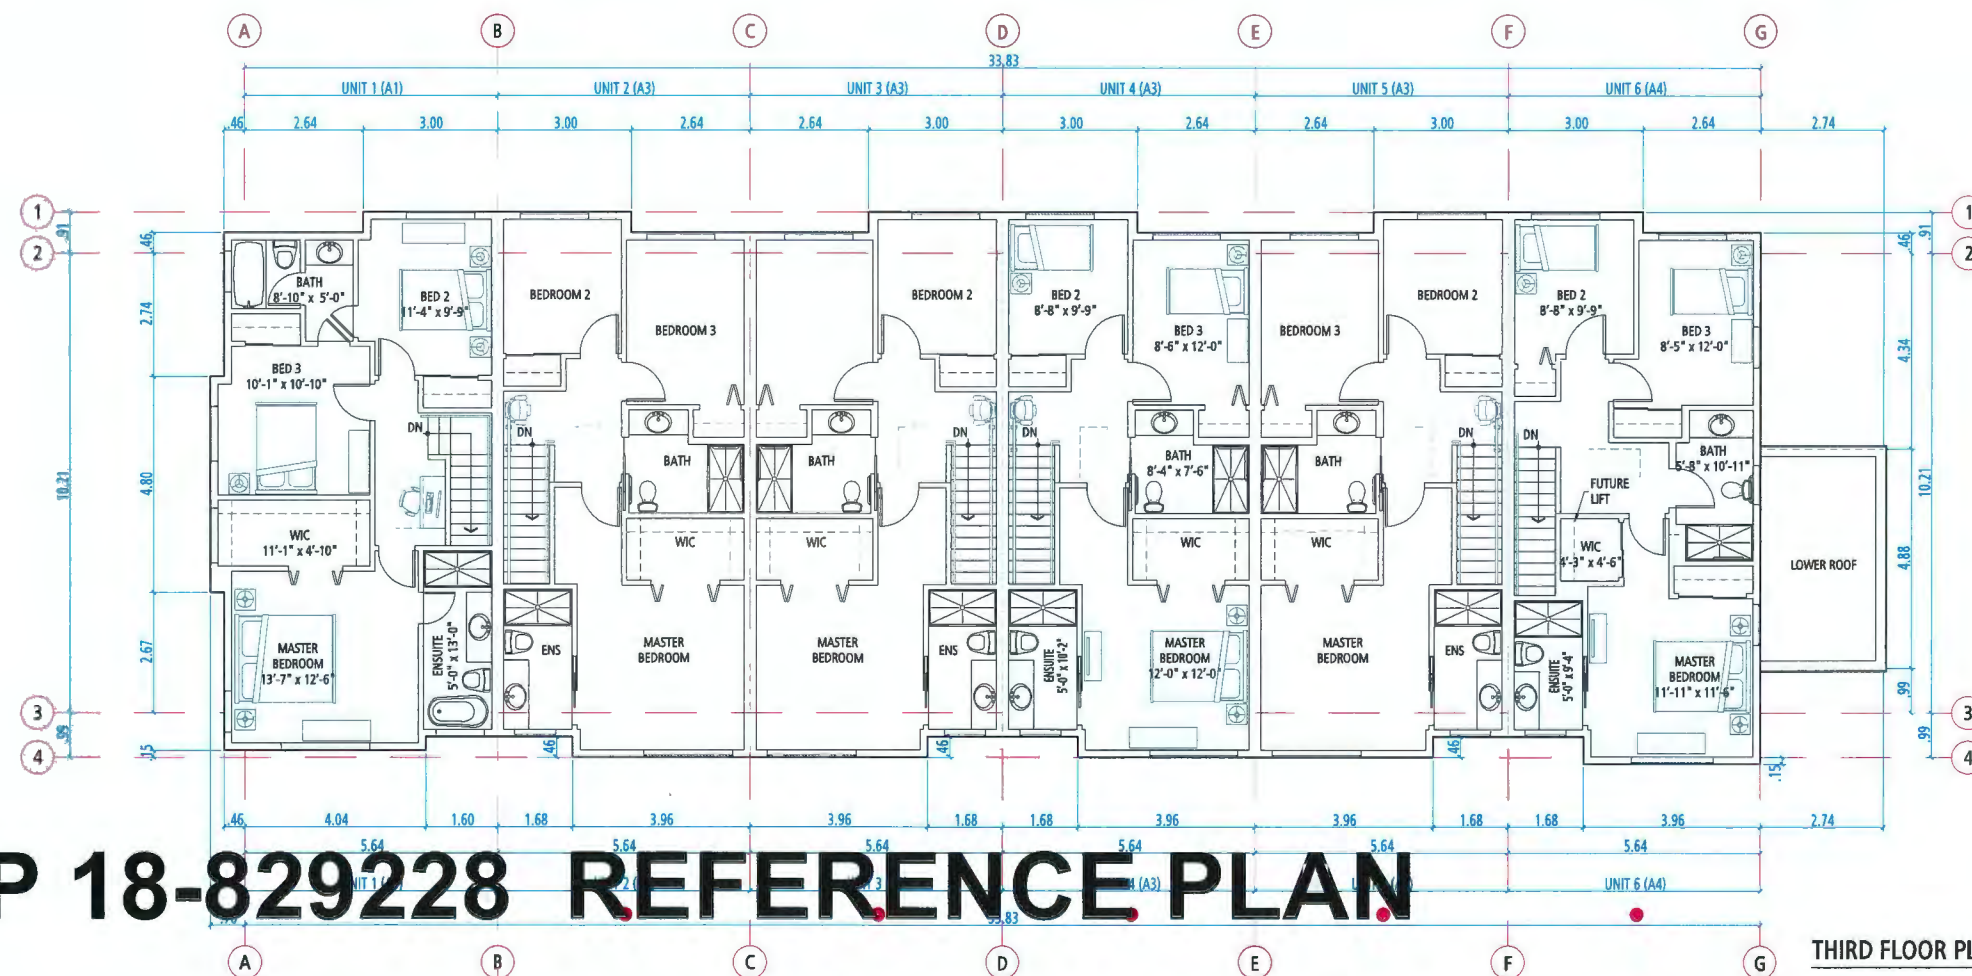 A B C D E F G
33.83
UNIT 1 (A1) UNIT 2 (A3) UNIT 3 (A3) UNIT 4 (A3) UNIT 5 (A3) UNIT 6 (A4)
.46 2.64 3.00 3.00 2.64 2.64 3.00 3.00 2.64 2.64 3.00 3.00 2.64 2.74
1 1
.91 .46 .46 .91
2 2
BATH
8'-10" x 5'-0"
BED 2
11'-4" x 9'-9"
BEDROOM 2
BEDROOM 3
BEDROOM 2
BED 2
8'-8" x 9'-9"
BED 3
8'-6" x 12'-0"
BEDROOM 3
BEDROOM 2
BED 2
8'-8" x 9'-9"
BED 3
8'-5" x 12'-0"
2.74
4.34
BED 3
10'-1" x 10'-10"
DN DN DN DN DN DN
BATH
BATH
BATH
8'-4" x 7'-6"
BATH
BATH
5'-8" x 10'-11"
10.21 4.80 10.21
FUTURE
LIFT
WIC
11'-1" x 4'-10"
WIC WIC WIC WIC
WIC
4'-3" x 4'-6"
LOWER ROOF
4.88
MASTER
BEDROOM
13'-7" x 12'-6"
ENSUITE
5'-0" x 13'-0"
ENS
MASTER
BEDROOM
MASTER
BEDROOM
ENS
ENSUITE
5'-0" x 10'-2"
MASTER
BEDROOM
12'-0" x 12'-0
MASTER
BEDROOM
ENS
ENSUITE
5'-0" x 9'-4"
MASTER
BEDROOM
11'-11" x 11'-6"
2.67
.99
3 3
.99 .99
.15 .46 .46 .46 .15
4 4
.46 4.04 1.60 1.68 3.96 3.96 1.68 1.68 3.96 3.96 1.68 1.68 3.96 2.74
5.64 5.64 5.64 5.64 5.64 5.64
P 18-829228 REFERENCE PLAN
UNIT 6 (A4)
A B C D E F G
THIRD FLOOR